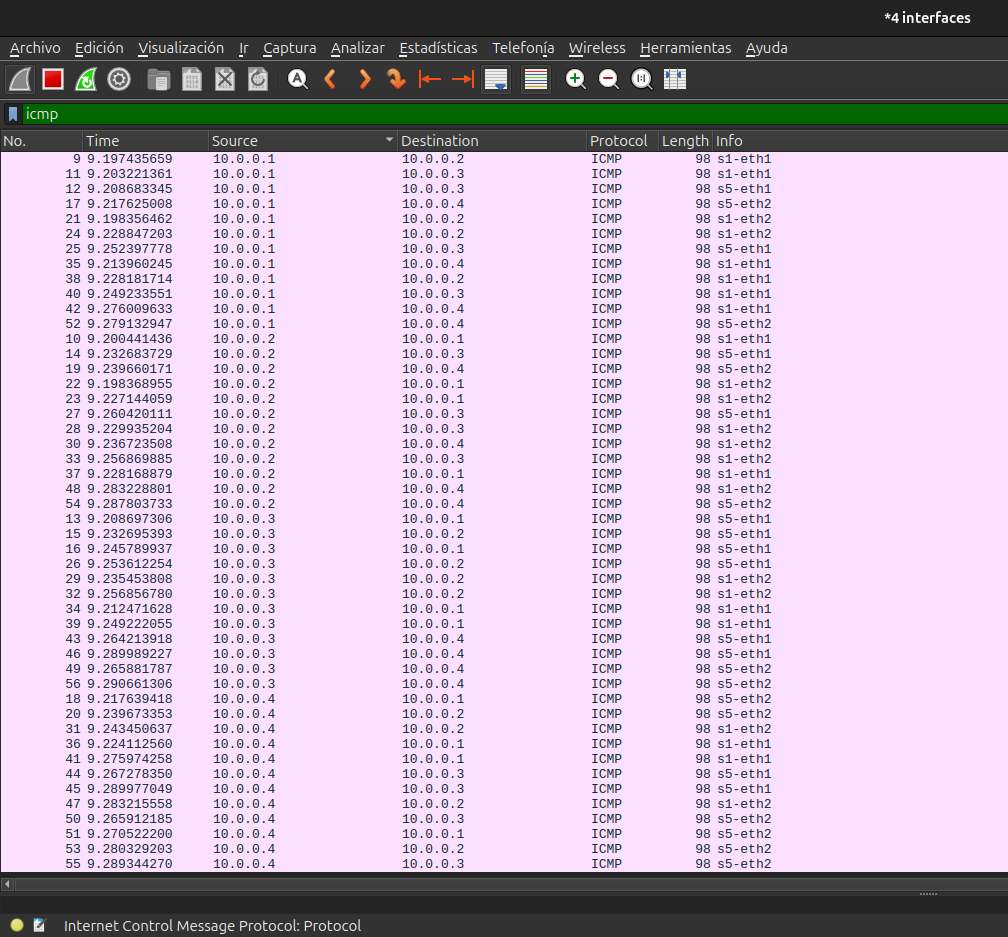 *4 interfaces
Archivo Edición Visualización Ir Captura Analizar Estadísticas Telefonía Wireless Herramientas Ayuda
icmp
No. Time Source Destination Protocol Length Info
9 9.197435659 10.0.0.1 10.0.0.2 ICMP 98 s1-eth1
11 9.203221361 10.0.0.1 10.0.0.3 ICMP 98 s1-eth1
12 9.208683345 10.0.0.1 10.0.0.3 ICMP 98 s5-eth1
17 9.217625008 10.0.0.1 10.0.0.4 ICMP 98 s5-eth2
21 9.198356462 10.0.0.1 10.0.0.2 ICMP 98 s1-eth2
24 9.228847203 10.0.0.1 10.0.0.2 ICMP 98 s1-eth2
25 9.252397778 10.0.0.1 10.0.0.3 ICMP 98 s5-eth1
35 9.213960245 10.0.0.1 10.0.0.4 ICMP 98 s1-eth1
38 9.228181714 10.0.0.1 10.0.0.2 ICMP 98 s1-eth1
40 9.249233551 10.0.0.1 10.0.0.3 ICMP 98 s1-eth1
42 9.276009633 10.0.0.1 10.0.0.4 ICMP 98 s1-eth1
52 9.279132947 10.0.0.1 10.0.0.4 ICMP 98 s5-eth2
10 9.200441436 10.0.0.2 10.0.0.1 ICMP 98 s1-eth1
14 9.232683729 10.0.0.2 10.0.0.3 ICMP 98 s5-eth1
19 9.239660171 10.0.0.2 10.0.0.4 ICMP 98 s5-eth2
22 9.198368955 10.0.0.2 10.0.0.1 ICMP 98 s1-eth2
23 9.227144059 10.0.0.2 10.0.0.1 ICMP 98 s1-eth2
27 9.260420111 10.0.0.2 10.0.0.3 ICMP 98 s5-eth1
28 9.229935204 10.0.0.2 10.0.0.3 ICMP 98 s1-eth2
30 9.236723508 10.0.0.2 10.0.0.4 ICMP 98 s1-eth2
33 9.256869885 10.0.0.2 10.0.0.3 ICMP 98 s1-eth2
37 9.228168879 10.0.0.2 10.0.0.1 ICMP 98 s1-eth1
48 9.283228801 10.0.0.2 10.0.0.4 ICMP 98 s1-eth2
54 9.287803733 10.0.0.2 10.0.0.4 ICMP 98 s5-eth2
13 9.208697306 10.0.0.3 10.0.0.1 ICMP 98 s5-eth1
15 9.232695393 10.0.0.3 10.0.0.2 ICMP 98 s5-eth1
16 9.245789937 10.0.0.3 10.0.0.1 ICMP 98 s5-eth1
26 9.253612254 10.0.0.3 10.0.0.2 ICMP 98 s5-eth1
29 9.235453808 10.0.0.3 10.0.0.2 ICMP 98 s1-eth2
32 9.256856780 10.0.0.3 10.0.0.2 ICMP 98 s1-eth2
34 9.212471628 10.0.0.3 10.0.0.1 ICMP 98 s1-eth1
39 9.249222055 10.0.0.3 10.0.0.1 ICMP 98 s1-eth1
43 9.264213918 10.0.0.3 10.0.0.4 ICMP 98 s5-eth1
46 9.289989227 10.0.0.3 10.0.0.4 ICMP 98 s5-eth1
49 9.265881787 10.0.0.3 10.0.0.4 ICMP 98 s5-eth2
56 9.290661306 10.0.0.3 10.0.0.4 ICMP 98 s5-eth2
18 9.217639418 10.0.0.4 10.0.0.1 ICMP 98 s5-eth2
20 9.239673353 10.0.0.4 10.0.0.2 ICMP 98 s5-eth2
31 9.243450637 10.0.0.4 10.0.0.2 ICMP 98 s1-eth2
36 9.224112560 10.0.0.4 10.0.0.1 ICMP 98 s1-eth1
41 9.275974258 10.0.0.4 10.0.0.1 ICMP 98 s1-eth1
44 9.267278350 10.0.0.4 10.0.0.3 ICMP 98 s5-eth1
45 9.289977049 10.0.0.4 10.0.0.3 ICMP 98 s5-eth1
47 9.283215558 10.0.0.4 10.0.0.2 ICMP 98 s1-eth2
50 9.265912185 10.0.0.4 10.0.0.3 ICMP 98 s5-eth2
51 9.270522200 10.0.0.4 10.0.0.1 ICMP 98 s5-eth2
53 9.280329203 10.0.0.4 10.0.0.2 ICMP 98 s5-eth2
55 9.289344270 10.0.0.4 10.0.0.3 ICMP 98 s5-eth2
Internet Control Message Protocol: Protocol